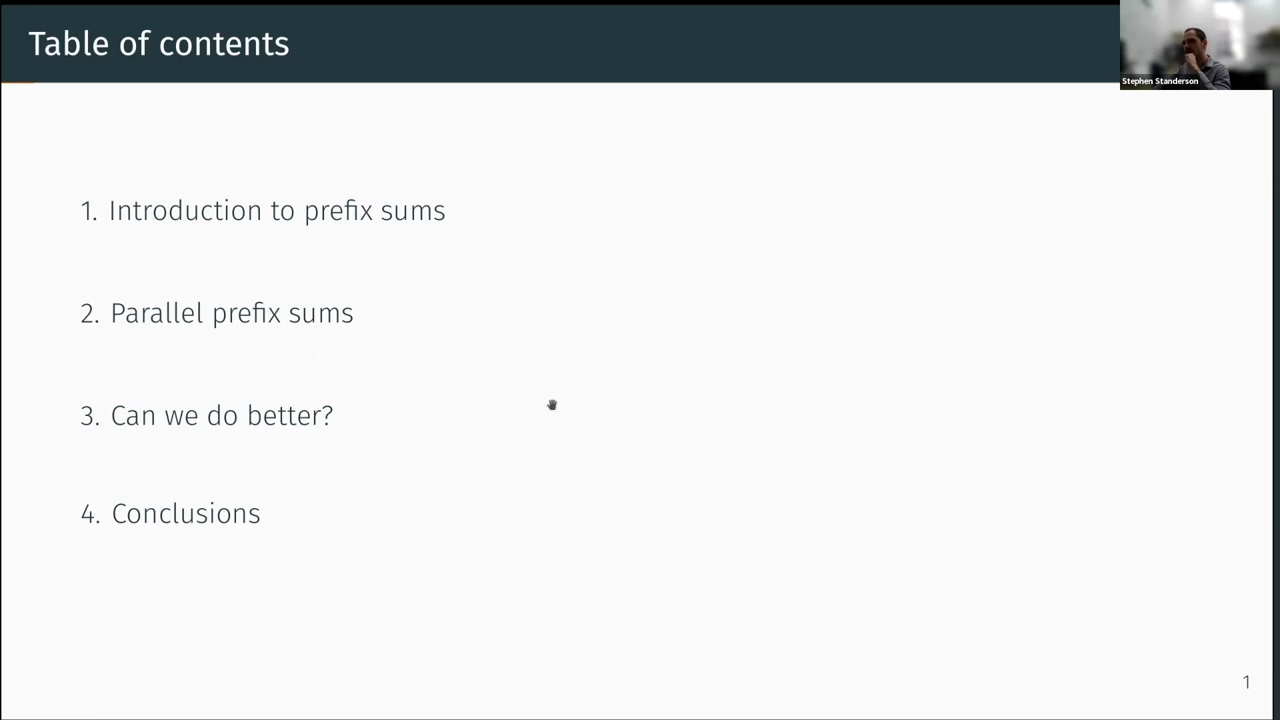 Table of contents
Stephen Standerson
1. Introduction to prefix sums
2. Parallel prefix sums
3. Can we do better?
4. Conclusions
1